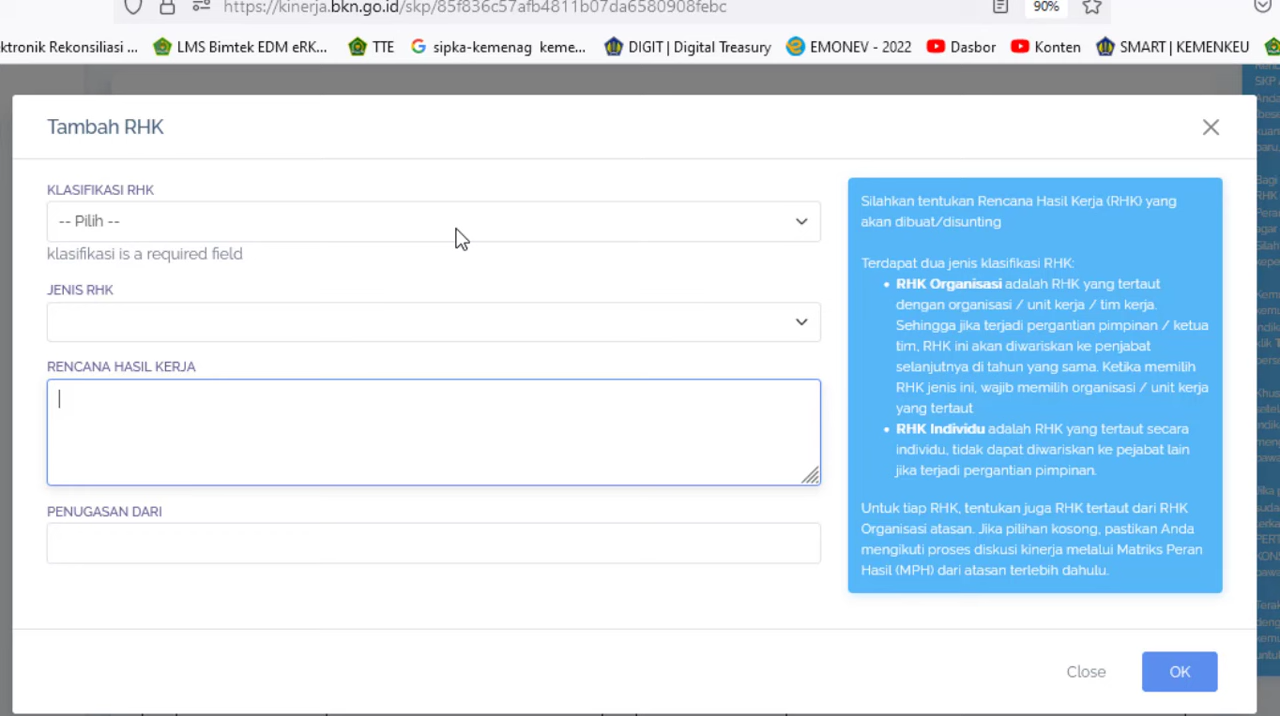 https://kinerja.bkn.go.id/skp/85f836c57afb4811b07da6580908febc
90%
ktronik Rekonsiliasi ...
LMS Bimtek EDM eRK...
TTE
sipka-kemenag keme...
DIGIT | Digital Treasury
EMONEV - 2022
Dasbor
Konten
SMART | KEMENKEU
Tambah RHK
KLASIFIKASI RHK
-- Pilih --
klasifikasi is a required field
JENIS RHK
RENCANA HASIL KERJA
PENUGASAN DARI
Silahkan tentukan Rencana Hasil Kerja (RHK) yang
akan dibuat/disunting
Terdapat dua jenis klasifikasi RHK:
• RHK Organisasi adalah RHK yang tertaut
dengan organisasi / unit kerja / tim kerja.
Sehingga jika terjadi pergantian pimpinan / ketua
tim, RHK ini akan diwariskan ke penjabat
selanjutnya di tahun yang sama. Ketika memilih
RHK jenis ini, wajib memilih organisasi / unit kerja
yang tertaut
• RHK Individu adalah RHK yang tertaut secara
individu, tidak dapat diwariskan ke pejabat lain
jika terjadi pergantian pimpinan.
Untuk tiap RHK, tentukan juga RHK tertaut dari RHK
Organisasi atasan. Jika pilihan kosong, pastikan Anda
mengikuti proses diskusi kinerja melalui Matriks Peran
Hasil (MPH) dari atasan terlebih dahulu.
Close
OK